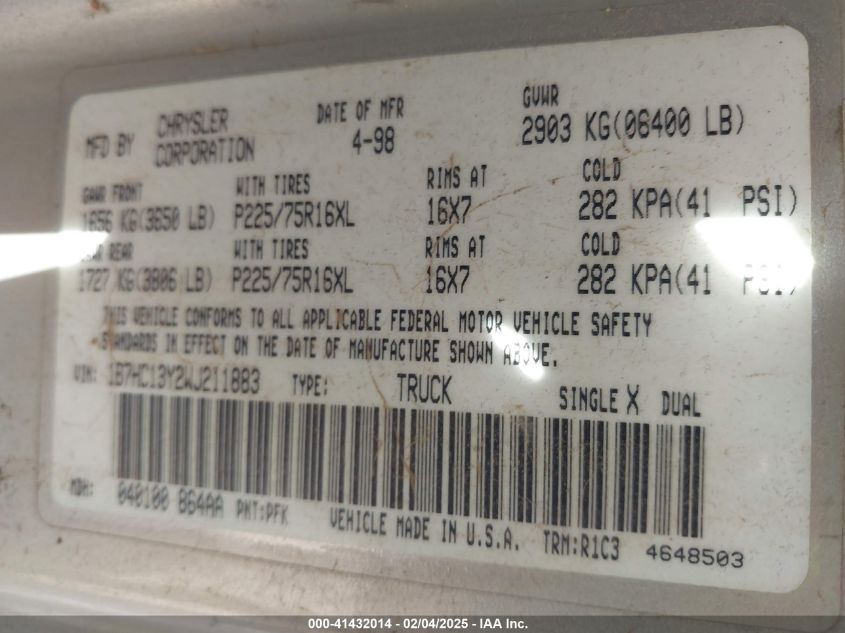 MFD BY CHRYSLER CORPORATION DATE OF MFR 4-98 GVWR 2903 KG(06400 LB)
GAWR FRONT WITH TIRES RIMS AT COLD
1656 KG(3650 LB) P225/75R16XL 16X7 282 KPA(41 PSI)
REAR WITH TIRES RIMS AT COLD
1727 KG(3806 LB) P225/75R16XL 16X7 282 KPA(41 PSI)
THIS VEHICLE CONFORMS TO ALL APPLICABLE FEDERAL MOTOR VEHICLE SAFETY
STANDARDS IN EFFECT ON THE DATE OF MANUFACTURE SHOWN ABOVE.
VIN: 1B7HC13Y2WJ211883 TYPE: TRUCK SINGLE X DUAL
MDH: 040100 864AA PNT:PFK VEHICLE MADE IN U.S.A. TRM:R1C3 4648503
000-41432014 - 02/04/2025 - IAA Inc.